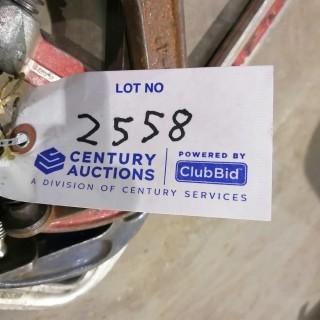 LOT NO
2558
CENTURY
AUCTIONS
POWERED BY
ClubBid
A DIVISION OF CENTURY SERVICES